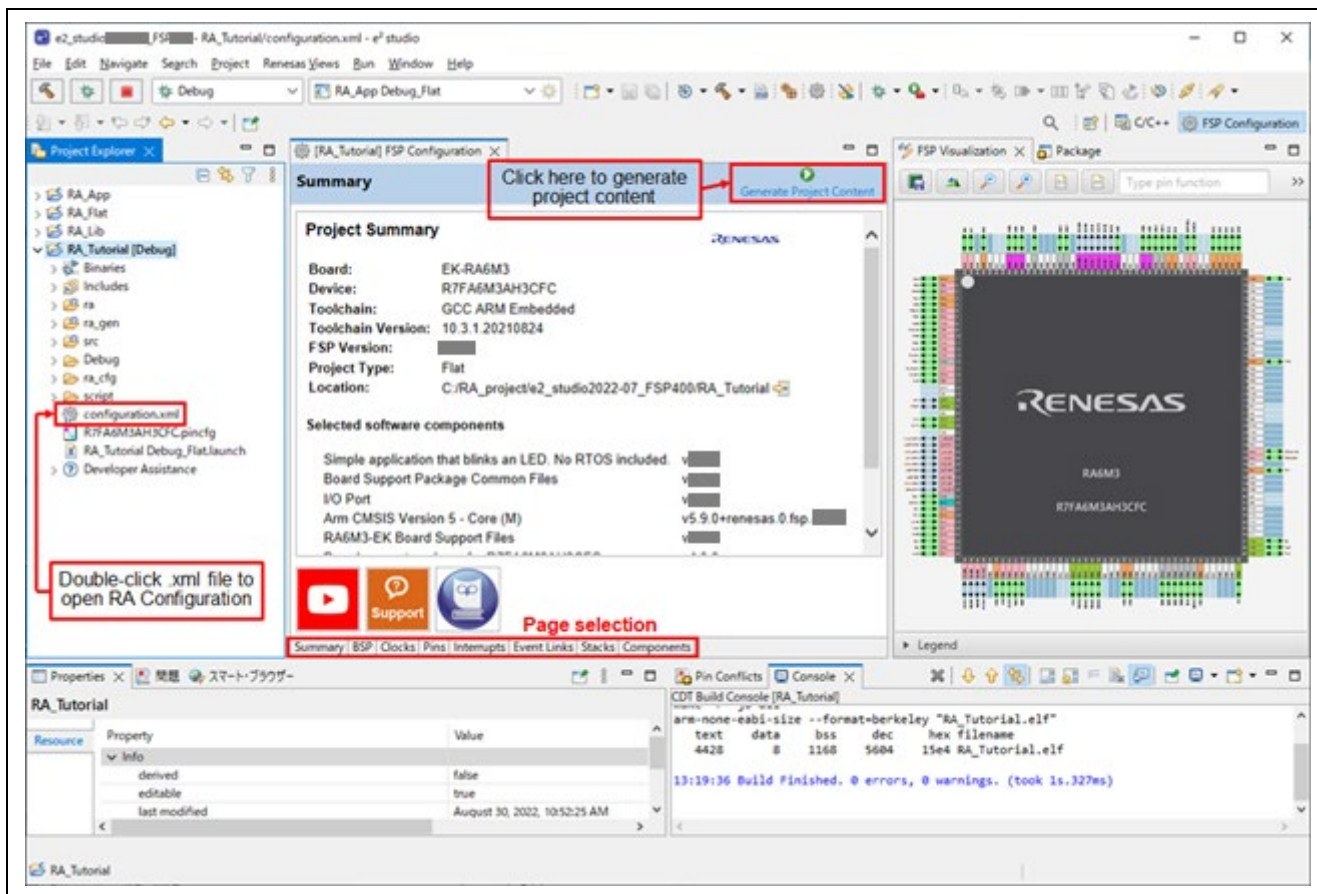 e2_studio FSP - RA_Tutorial/configuration.xml - e² studio
File Edit Navigate Search Project Renesas Views Run Window Help
Debug RA_App Debug_Flat
C/C++ FSP Configuration
Project Explorer
[RA_Tutorial] FSP Configuration
FSP Visualization Package
RA_App
RA_Flat
RA_Lib
RA_Tutorial [Debug]
Binaries
Includes
ra
ra_gen
src
Debug
ra_cfg
script
configuration.xml
R7FA6M3AH3CFC.pincfg
RA_Tutorial Debug_Flat.launch
Developer Assistance
Double-click .xml file to
open RA Configuration
Summary
Click here to generate
project content
Generate Project Content
Project Summary
RENESAS
Board: EK-RA6M3
Device: R7FA6M3AH3CFC
Toolchain: GCC ARM Embedded
Toolchain Version: 10.3.1.20210824
FSP Version:
Project Type: Flat
Location: C:/RA_project/e2_studio2022-07_FSP400/RA_Tutorial
Selected software components
Simple application that blinks an LED. No RTOS included. v
Board Support Package Common Files v
I/O Port v
Arm CMSIS Version 5 - Core (M) v5.9.0+renesas.0.fsp.
RA6M3-EK Board Support Files v
Support
Page selection
Summary BSP Clocks Pins Interrupts Event Links Stacks Components
Type pin function
RENESAS
RA6M3
R7FA6M3AH3CFC
Legend
Properties 問題 スマート・ブラウザー
RA_Tutorial
Resource
Property Value
Info
derived false
editable true
last modified August 30, 2022, 10:52:25 AM
Pin Conflicts Console
CDT Build Console [RA_Tutorial]
arm-none-eabi-size --format=berkeley "RA_Tutorial.elf"
text data bss dec hex filename
4428 8 1168 5604 15e4 RA_Tutorial.elf
13:19:36 Build Finished. 0 errors, 0 warnings. (took 1s.327ms)
RA_Tutorial